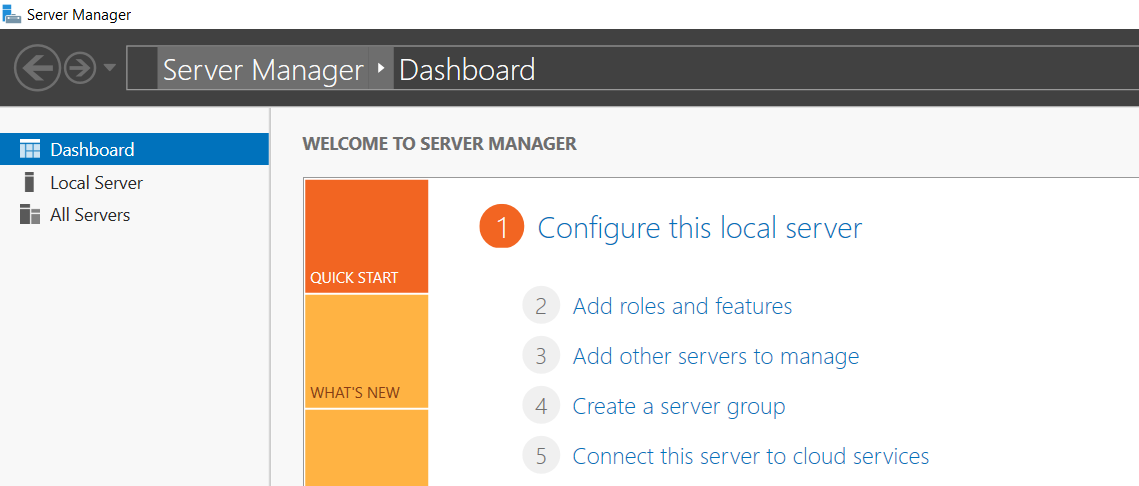 Server Manager
Server Manager ‣ Dashboard
Dashboard
Local Server
All Servers
WELCOME TO SERVER MANAGER
QUICK START
WHAT'S NEW
1 Configure this local server
2 Add roles and features
3 Add other servers to manage
4 Create a server group
5 Connect this server to cloud services